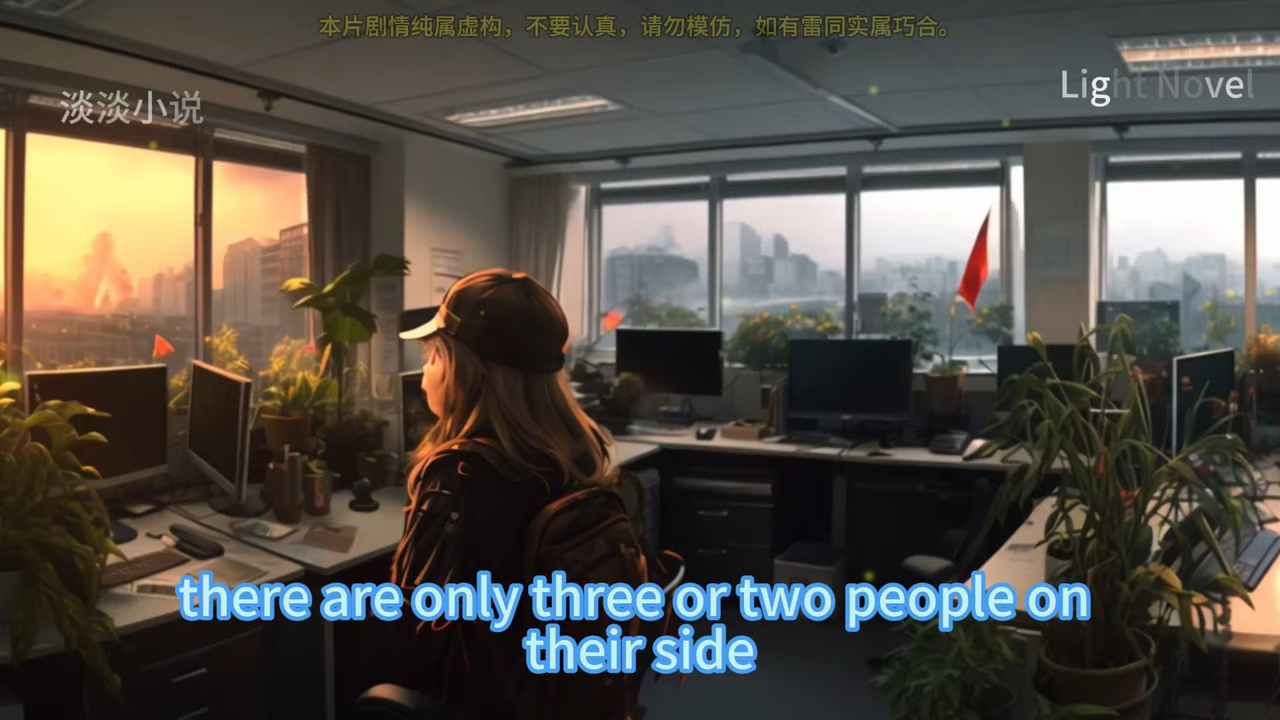 本片剧情纯属虚构，不要认真，请勿模仿，如有雷同实属巧合。
淡淡小说
Light Novel
there are only three or two people on
their side